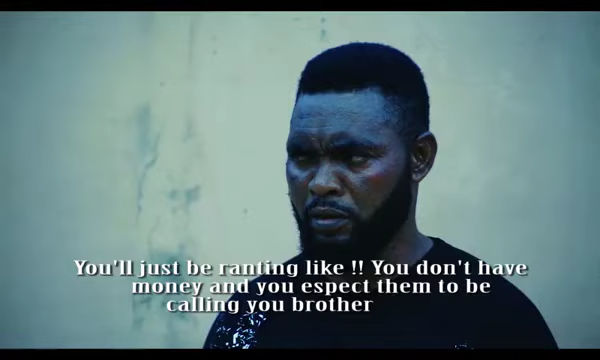 You'll just be ranting like !! You don't have
money and you espect them to be
calling you brother